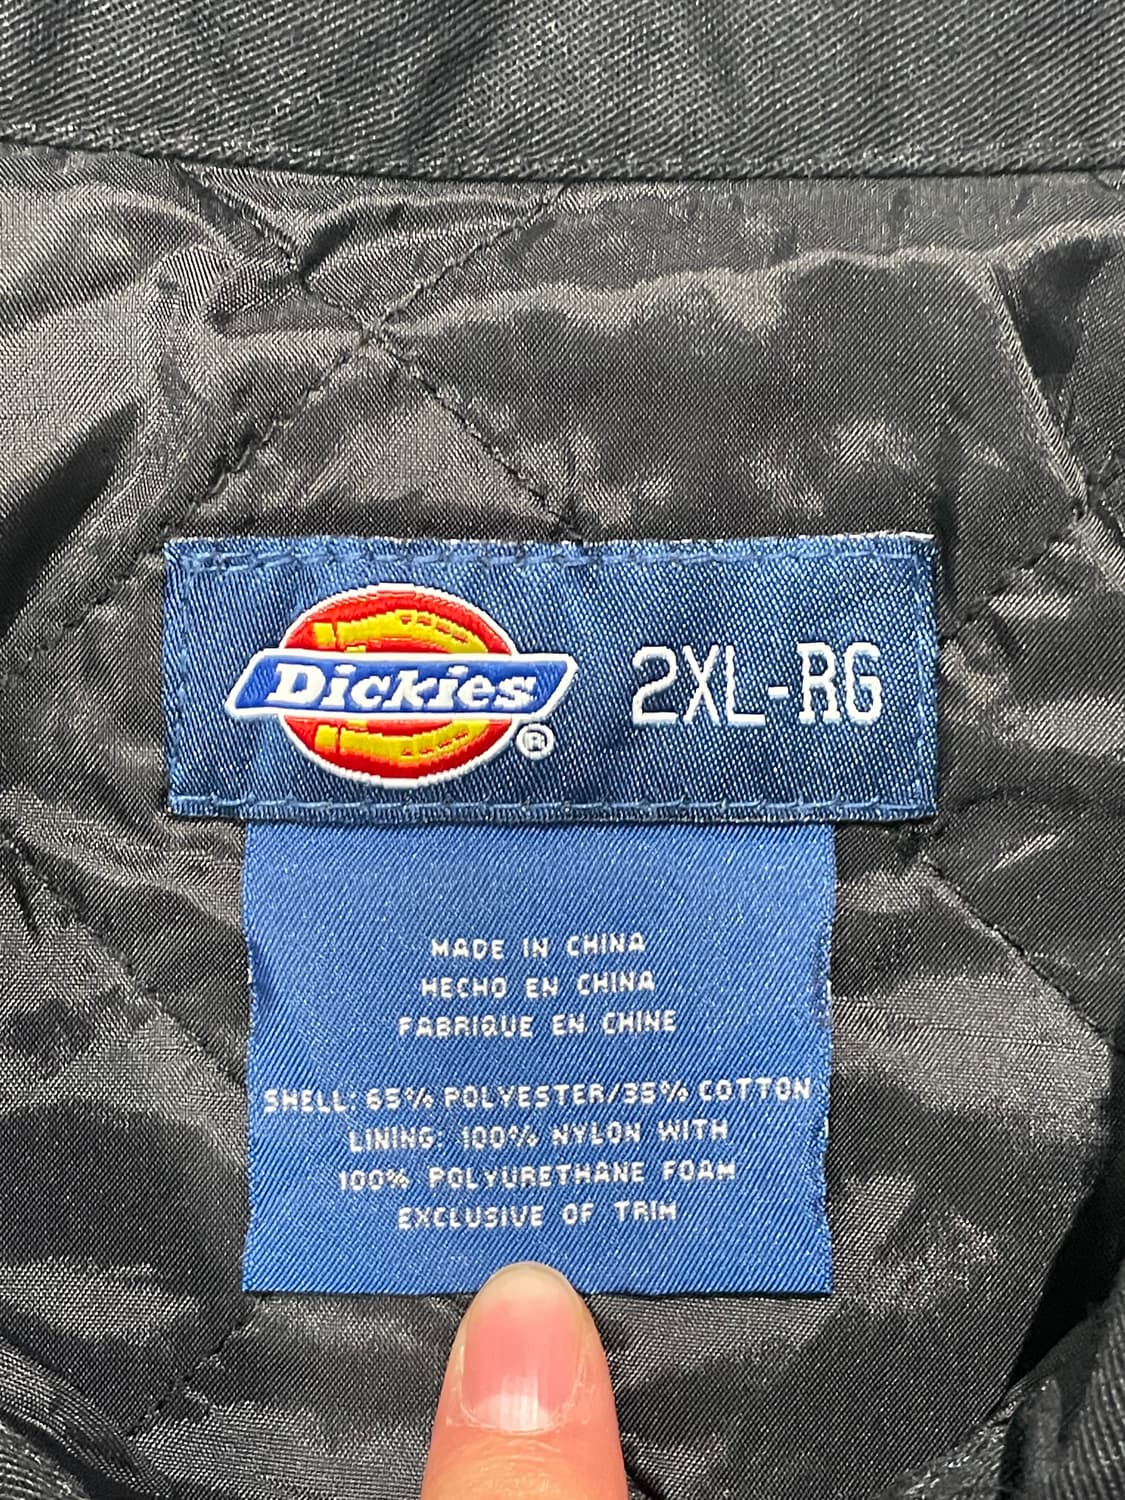 Dickies ®
2XL-RG
MADE IN CHINA
HECHO EN CHINA
FABRIQUE EN CHINE
SHELL: 65% POLYESTER/35% COTTON
LINING: 100% NYLON WITH
100% POLYURETHANE FOAM
EXCLUSIVE OF TRIM